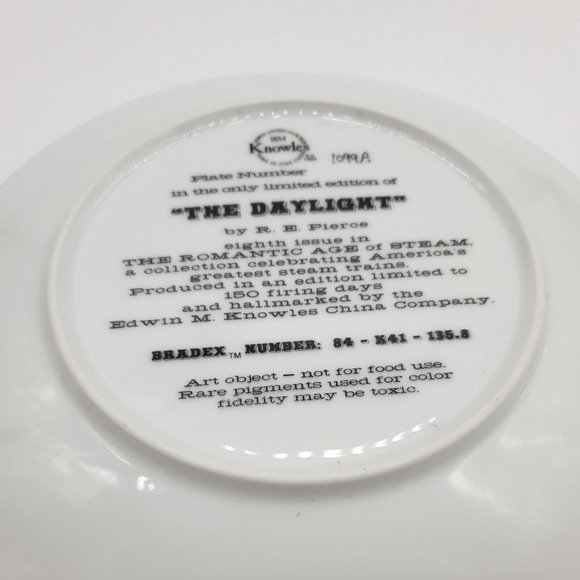 1854
Knowles
1099A
Plate Number
in the only limited edition of
"THE DAYLIGHT"
by R. E. Pierce
eighth issue in
THE ROMANTIC AGE of STEAM,
a collection celebrating America's
greatest steam trains.
Produced in an edition limited to
150 firing days
and hallmarked by the
Edwin M. Knowles China Company.
BRADEX™ NUMBER: 84 - K41 - 135.8
Art object — not for food use.
Rare pigments used for color
fidelity may be toxic.